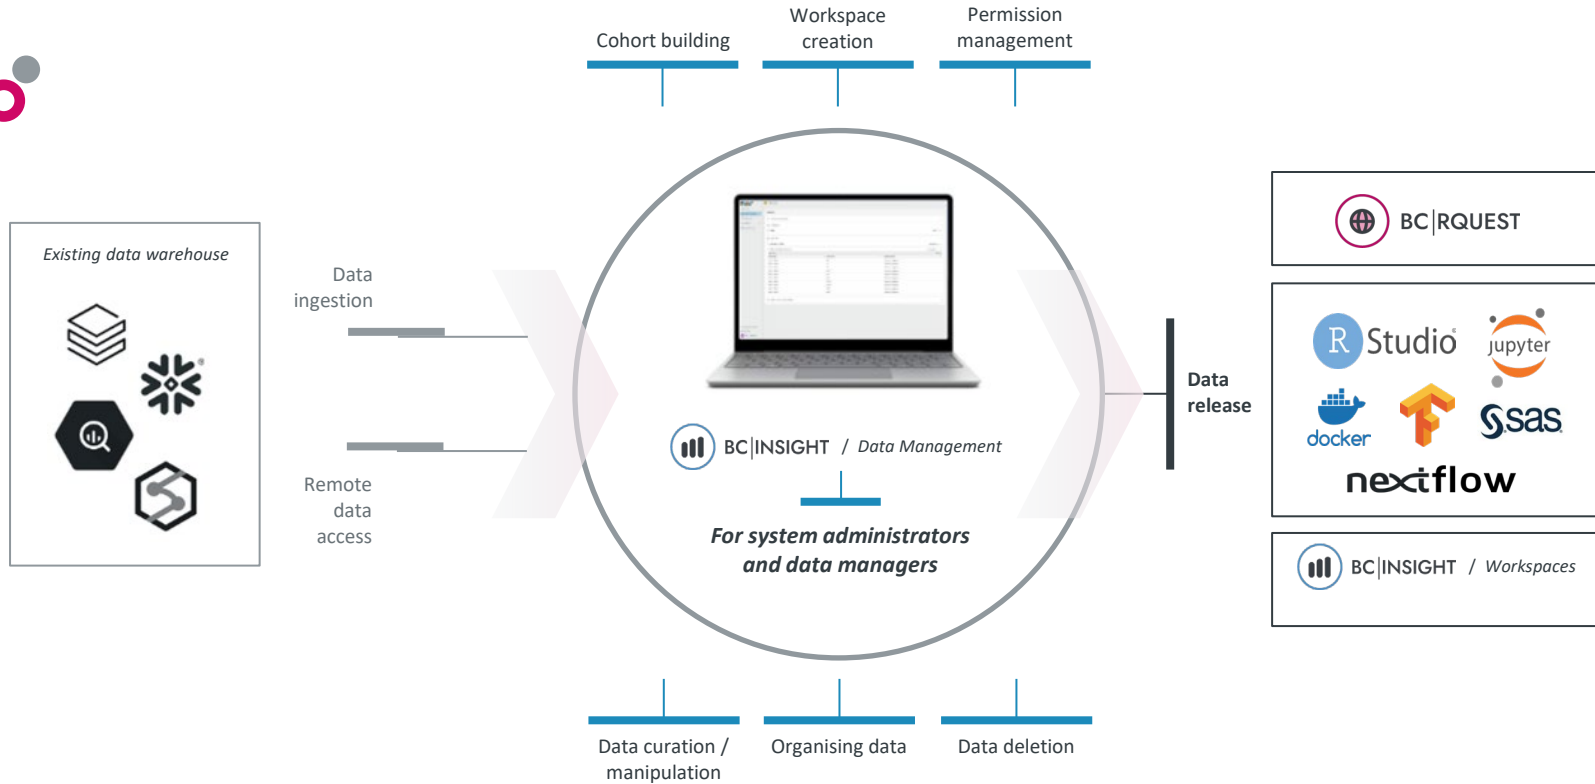 Cohort building
Workspace
creation
Permission
management
Existing data warehouse
Data
ingestion
Remote
data
access
BC|INSIGHT / Data Management
For system administrators
and data managers
Data
release
BC|RQUEST
R Studio
jupyter
docker
sas
nextflow
BC|INSIGHT / Workspaces
Data curation /
manipulation
Organising data
Data deletion